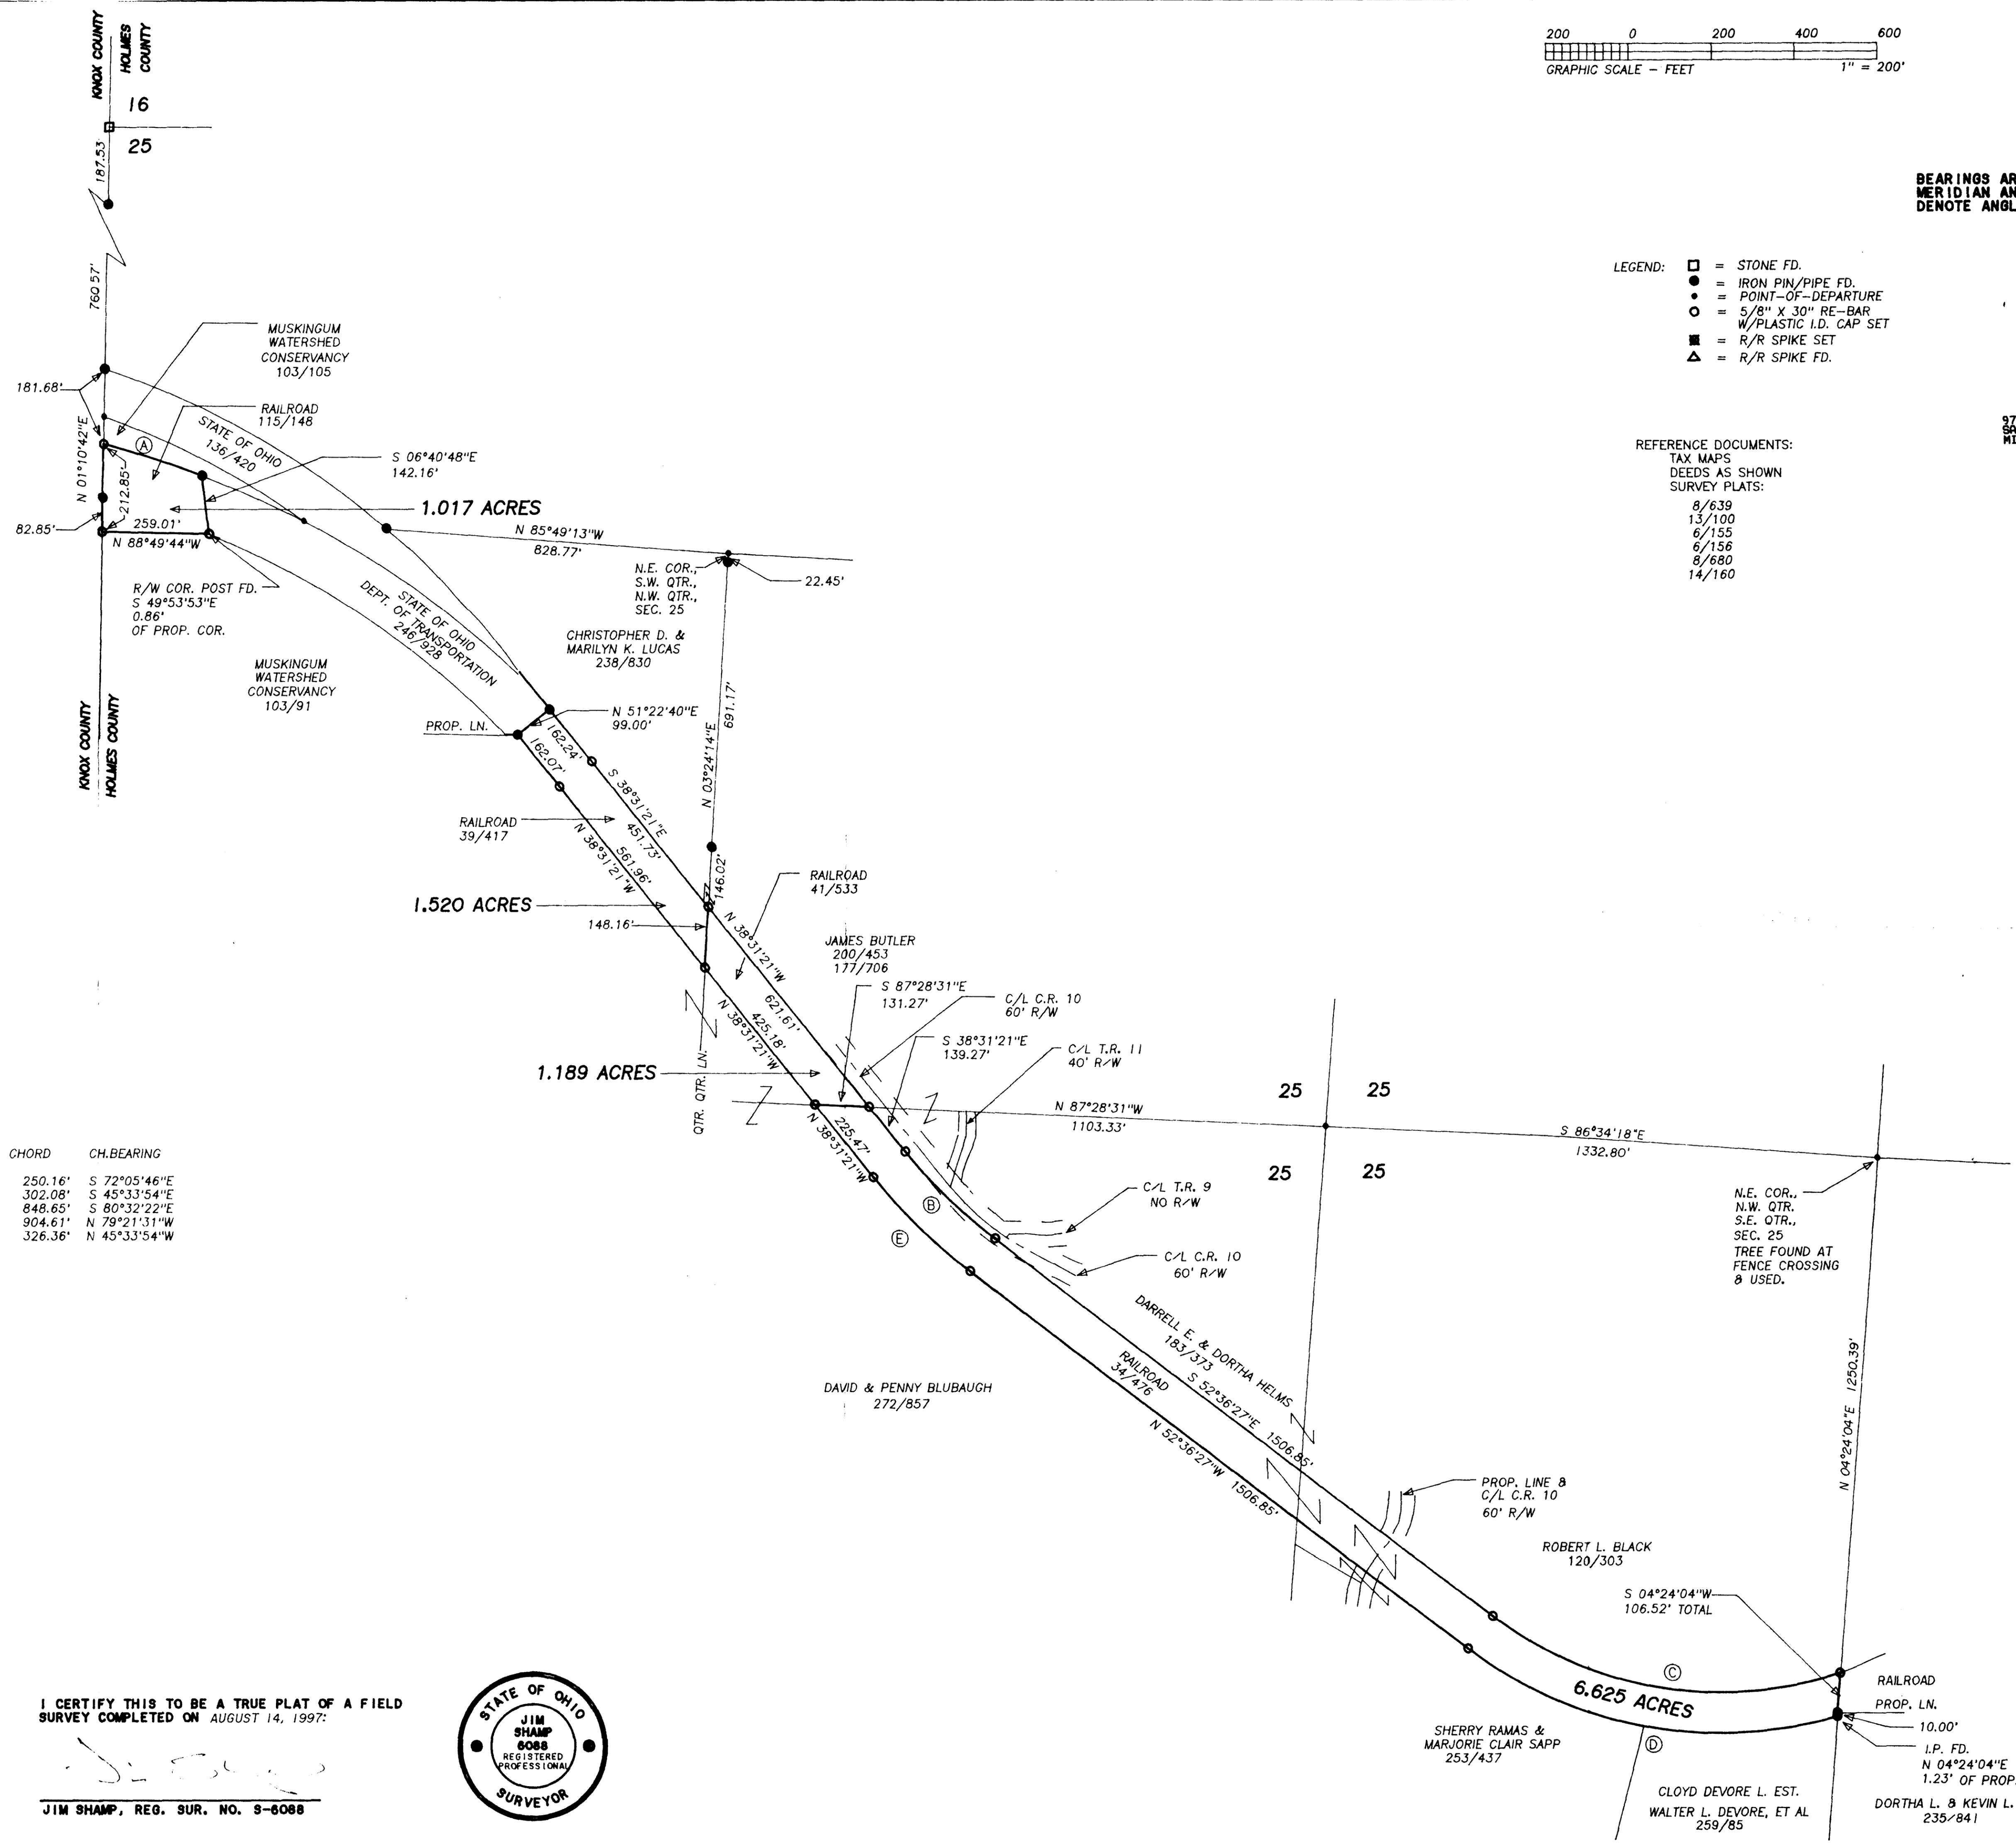 KNOX COUNTY
HOLMES
COUNTY
16
25
187.53
760.57'
200 0 200 400 600
GRAPHIC SCALE - FEET 1" = 200'
BEARINGS AR
MERIDIAN AN
DENOTE ANGL
LEGEND:
= STONE FD.
= IRON PIN/PIPE FD.
= POINT-OF-DEPARTURE
= 5/8" X 30" RE-BAR
W/PLASTIC I.D. CAP SET
= R/R SPIKE SET
= R/R SPIKE FD.
97
MI
REFERENCE DOCUMENTS:
TAX MAPS
DEEDS AS SHOWN
SURVEY PLATS:
8/639
13/100
6/155
6/156
8/680
14/160
MUSKINGUM
WATERSHED
CONSERVANCY
103/105
181.68'
RAILROAD
115/148
STATE OF OHIO
136/420
A
N 01°10'42"E
212.85'
S 06°40'48"E
142.16'
1.017 ACRES
82.85'
259.01'
N 88°49'44"W
N 85°49'13"W
828.77'
N.E. COR.,
S.W. QTR.,
N.W. QTR.,
SEC. 25
22.45'
R/W COR. POST FD.
S 49°53'53"E
0.86'
OF PROP. COR.
STATE OF OHIO
DEPT. OF TRANSPORTATION
246/928
CHRISTOPHER D. &
MARILYN K. LUCAS
238/830
MUSKINGUM
WATERSHED
CONSERVANCY
103/91
KNOX COUNTY
HOLMES COUNTY
PROP. LN.
N 51°22'40"E
99.00'
162.24'
162.07'
691.17'
N 03°24'14"E
S 38°31'21"E
451.73'
RAILROAD
39/417
561.96'
N 38°31'21"W
146.02'
RAILROAD
41/533
1.520 ACRES
148.16'
N 38°31'21"W
621.61'
JAMES BUTLER
200/453
177/706
S 87°28'31"E
131.27'
C/L C.R. 10
60' R/W
425.18'
N 38°31'21"W
S 38°31'21"E
139.27'
C/L T.R. 11
40' R/W
1.189 ACRES
QTR. QTR. LN.
225.47'
N 38°31'21"W
N 87°28'31"W
1103.33'
25 25
25 25
S 86°34'18"E
1332.80'
CHORD CH.BEARING
250.16' S 72°05'46"E
302.08' S 45°33'54"E
848.65' S 80°32'22"E
904.61' N 79°21'31"W
326.36' N 45°33'54"W
B
E
C/L T.R. 9
NO R/W
C/L C.R. 10
60' R/W
N.E. COR.,
N.W. QTR.
S.E. QTR.,
SEC. 25
TREE FOUND AT
FENCE CROSSING
& USED.
DARRELL E. & DORTHA HELMS
183/373
RAILROAD
34/476
S 52°36'27"E 1506.85'
N 52°36'27"W 1506.85'
DAVID & PENNY BLUBAUGH
272/857
N 04°24'04"E 1250.39'
PROP. LINE &
C/L C.R. 10
60' R/W
ROBERT L. BLACK
120/303
S 04°24'04"W
106.52' TOTAL
C
6.625 ACRES
D
RAILROAD
PROP. LN.
10.00'
I.P. FD.
N 04°24'04"E
1.23' OF PROP.
SHERRY RAMAS &
MARJORIE CLAIR SAPP
253/437
CLOYD DEVORE L. EST.
WALTER L. DEVORE, ET AL
259/85
DORTHA L. & KEVIN L.
235/841
I CERTIFY THIS TO BE A TRUE PLAT OF A FIELD
SURVEY COMPLETED ON AUGUST 14, 1997:
JIM SHAMP, REG. SUR. NO. S-6088
STATE OF OHIO
JIM
SHAMP
6088
REGISTERED
PROFESSIONAL
SURVEYOR